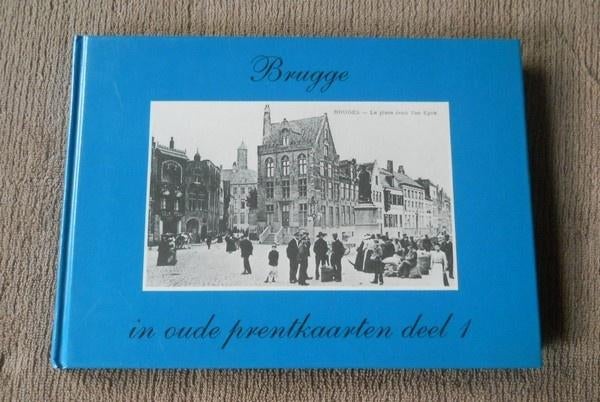 Brugge
BRUGES — La place Jean Van Eyck
in oude prentkaarten deel 1